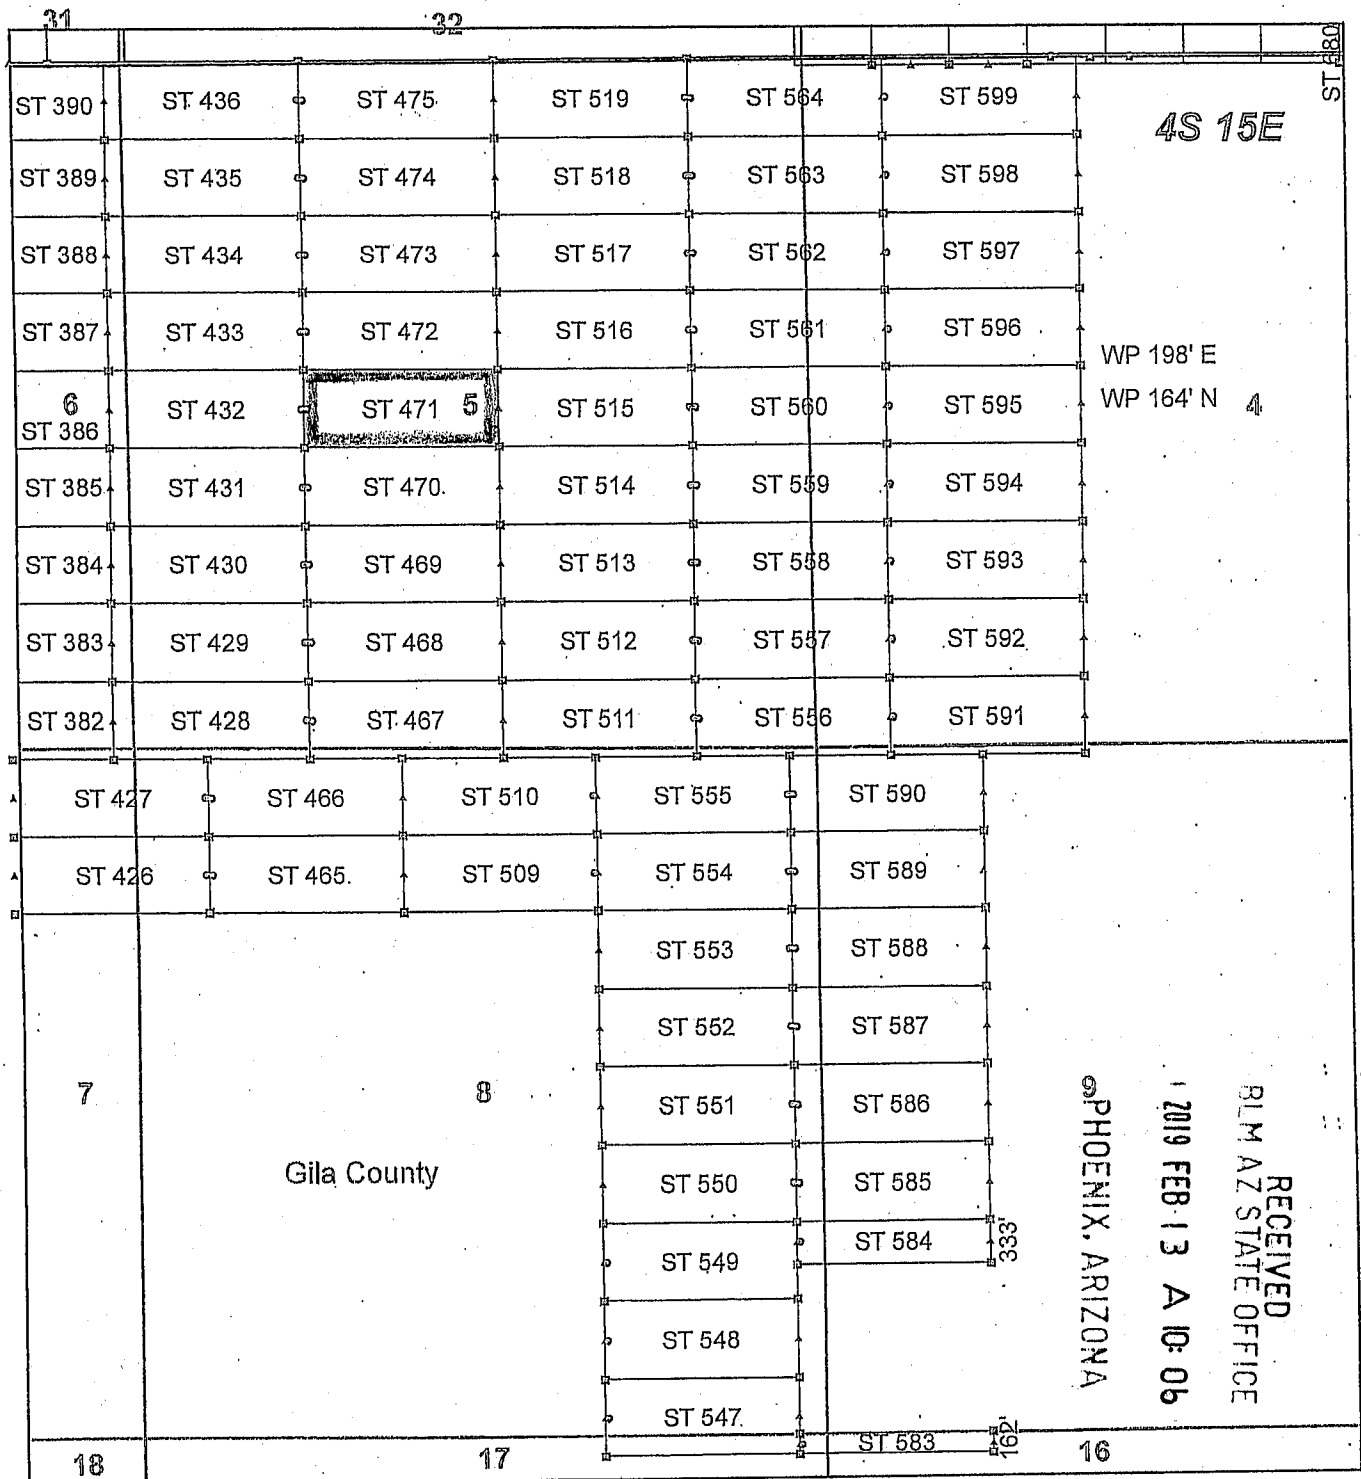 31 32
ST 680
ST 390 ST 436 ST 475 ST 519 ST 564 ST 599
4S 15E
ST 389 ST 435 ST 474 ST 518 ST 563 ST 598
ST 388 ST 434 ST 473 ST 517 ST 562 ST 597
ST 387 ST 433 ST 472 ST 516 ST 561 ST 596
WP 198' E
WP 164' N 4
6
ST 386 ST 432 ST 471 5 ST 515 ST 560 ST 595
ST 385 ST 431 ST 470 ST 514 ST 559 ST 594
ST 384 ST 430 ST 469 ST 513 ST 558 ST 593
ST 383 ST 429 ST 468 ST 512 ST 557 ST 592
ST 382 ST 428 ST 467 ST 511 ST 556 ST 591
ST 427 ST 466 ST 510 ST 555 ST 590
ST 426 ST 465 ST 509 ST 554 ST 589
ST 553 ST 588
ST 552 ST 587
7 8 9
ST 551 ST 586
Gila County
ST 550 ST 585
ST 584 333'
ST 549
ST 548
ST 547
ST 583 162'
18 17 16
RECEIVED
BLM AZ STATE OFFICE
2019 FEB 13 A 10:06
PHOENIX, ARIZONA